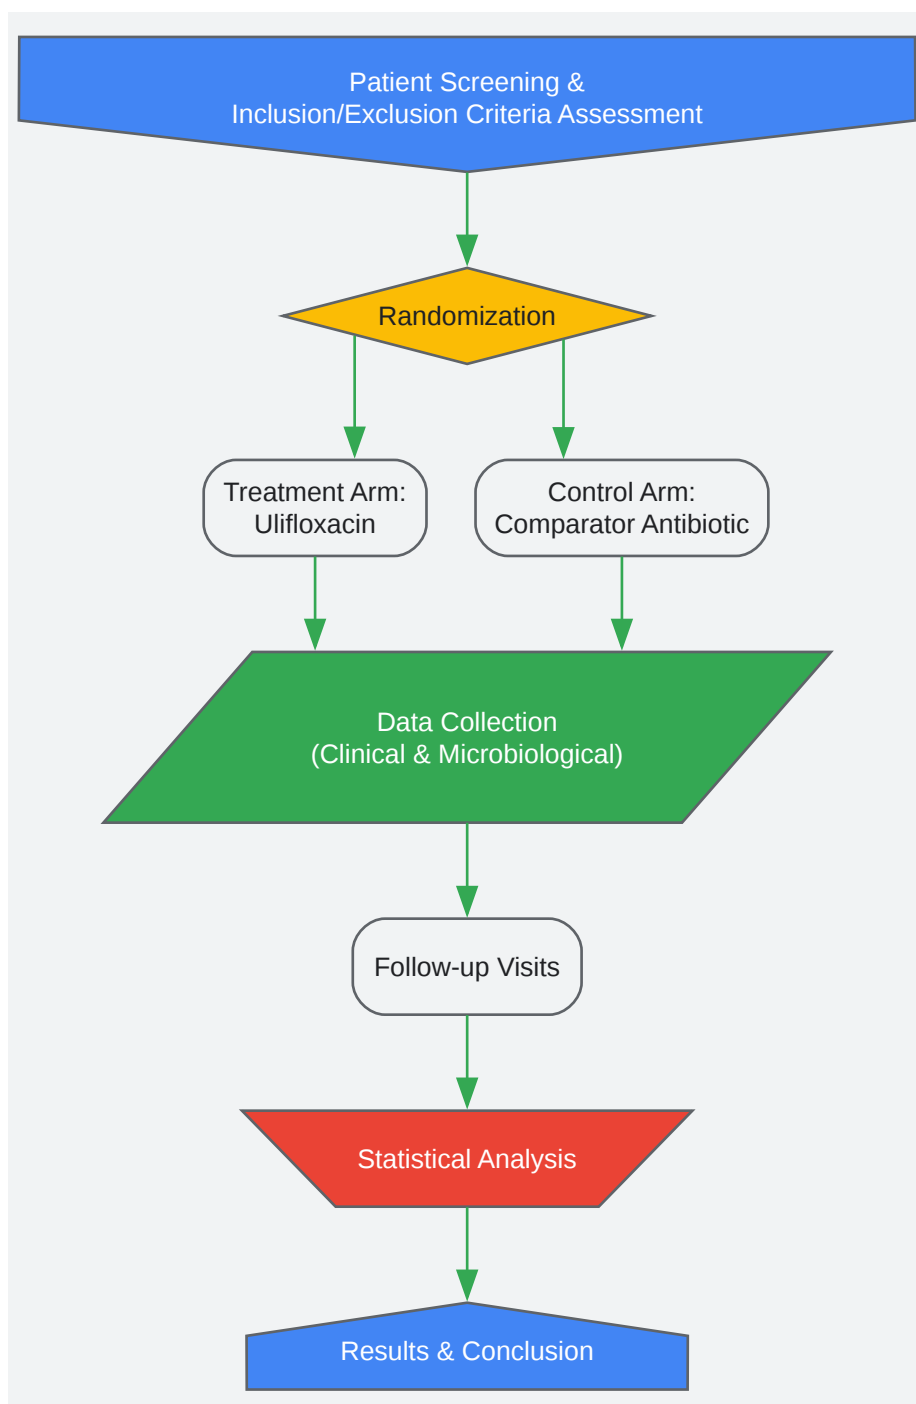 Patient Screening &
Inclusion/Exclusion Criteria Assessment
Randomization
Treatment Arm:
Ulifloxacin
Control Arm:
Comparator Antibiotic
Data Collection
(Clinical & Microbiological)
Follow-up Visits
Statistical Analysis
Results & Conclusion